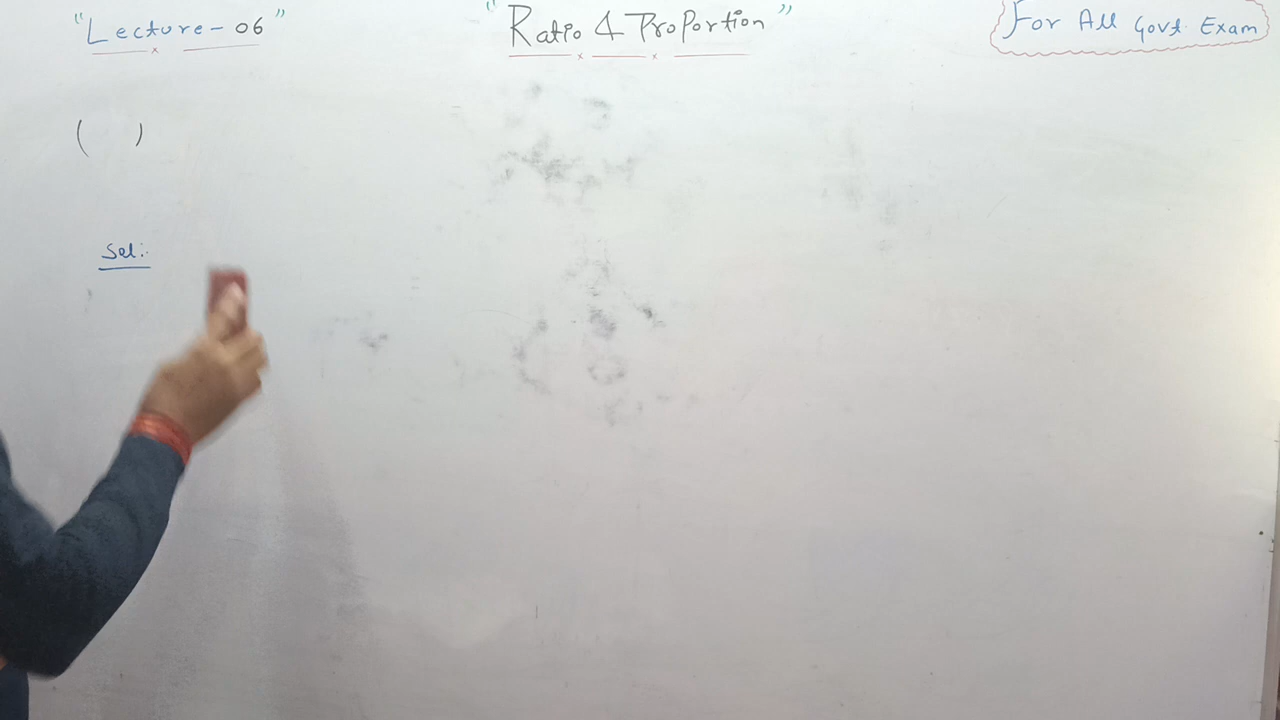 "Lecture - 06"
"Ratio & Proportion"
For All Govt. Exam
( )
Sol: